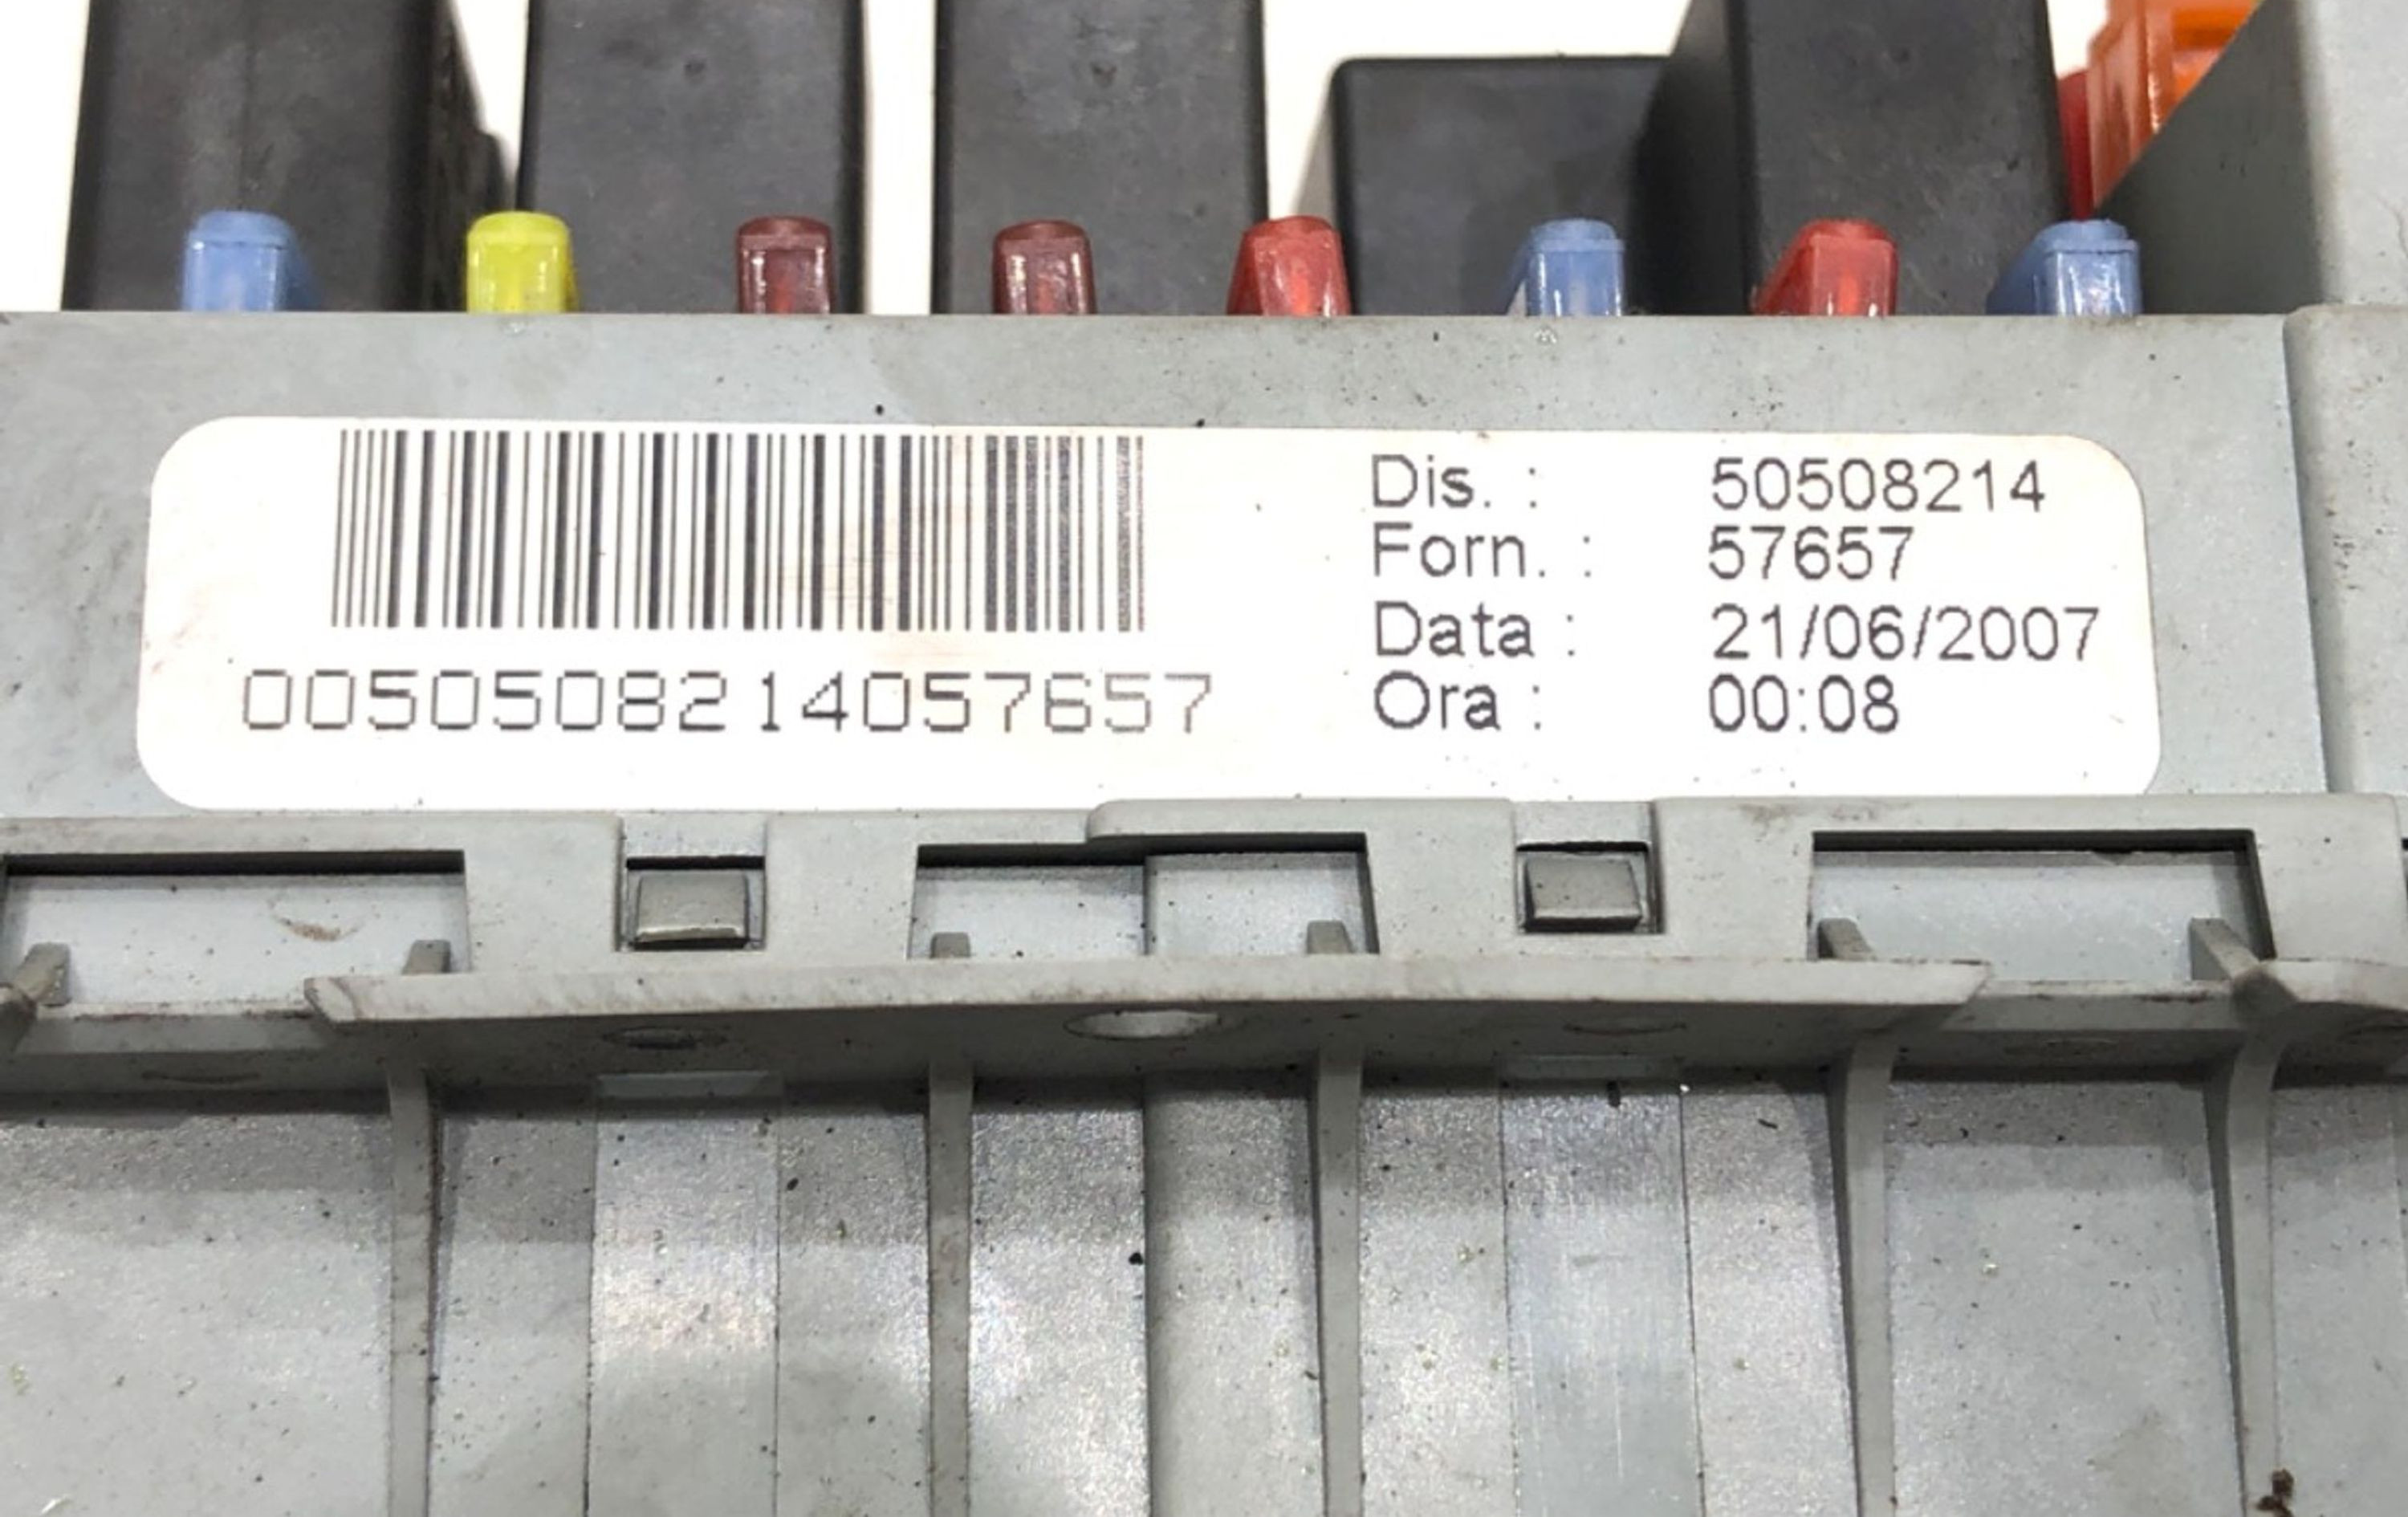 0050508214057657
Dis. : 50508214
Forn. : 57657
Data : 21/06/2007
Ora : 00:08